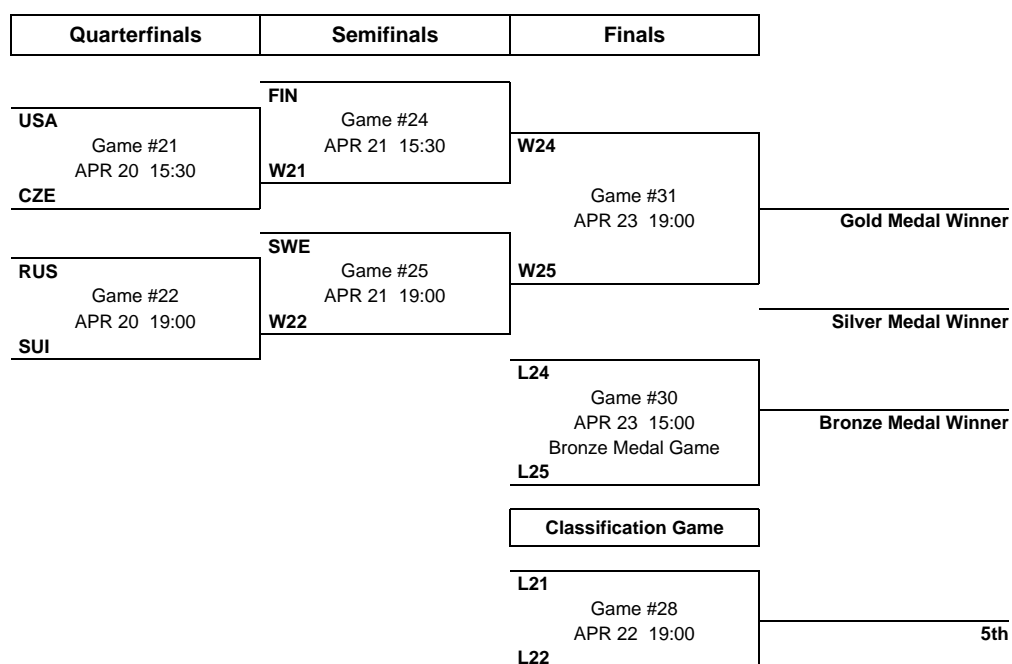 Quarterfinals Semifinals Finals
FIN
USA
Game #24
Game #21
APR 21 15:30
W24
APR 20 15:30
W21
CZE
Game #31
APR 23 19:00
Gold Medal Winner
SWE
RUS
Game #25
W25
Game #22
APR 21 19:00
APR 20 19:00
W22
Silver Medal Winner
SUI
L24
Game #30
APR 23 15:00
Bronze Medal Winner
Bronze Medal Game
L25
Classification Game
L21
Game #28
APR 22 19:00
5th
L22